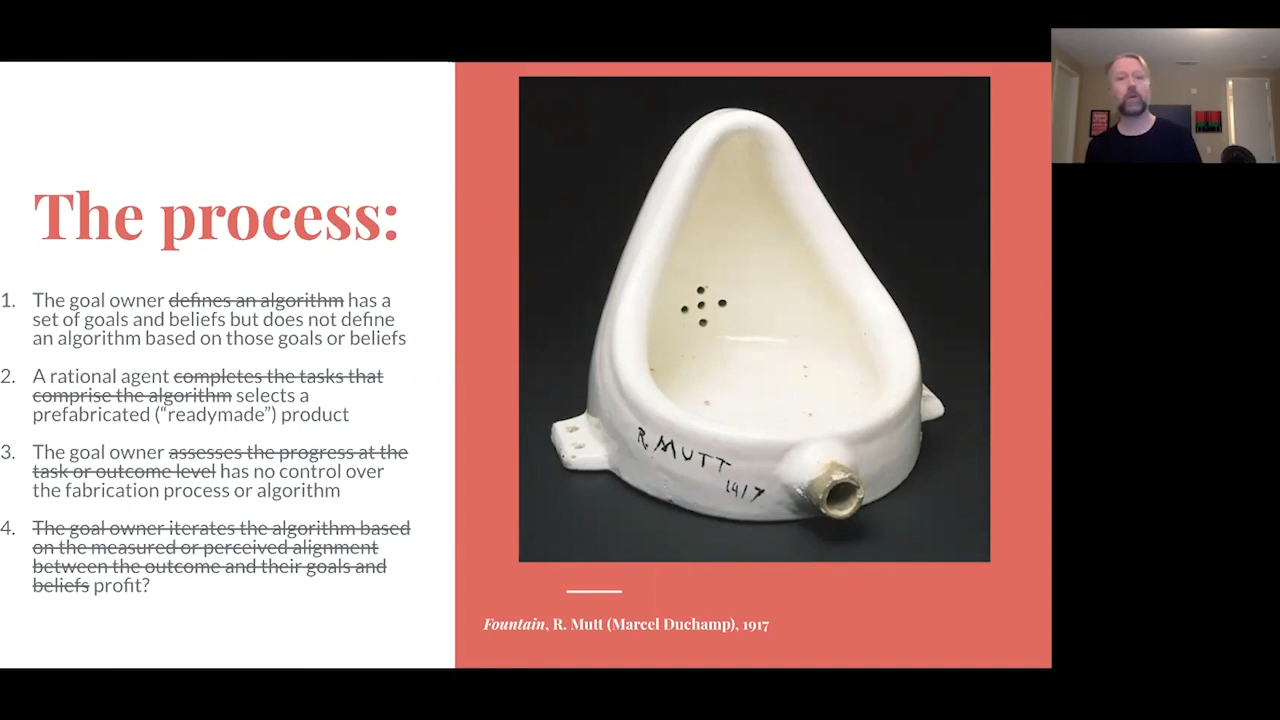 The process:
1. The goal owner defines an algorithm has a
set of goals and beliefs but does not define
an algorithm based on those goals or beliefs
2. A rational agent completes the tasks that
comprise the algorithm selects a
prefabricated (“readymade”) product
3. The goal owner assesses the progress at the
task or outcome level has no control over
the fabrication process or algorithm
4. The goal owner iterates the algorithm based
on the measured or perceived alignment
between the outcome and their goals and
beliefs profit?
R. MUTT
1917
Fountain, R. Mutt (Marcel Duchamp), 1917